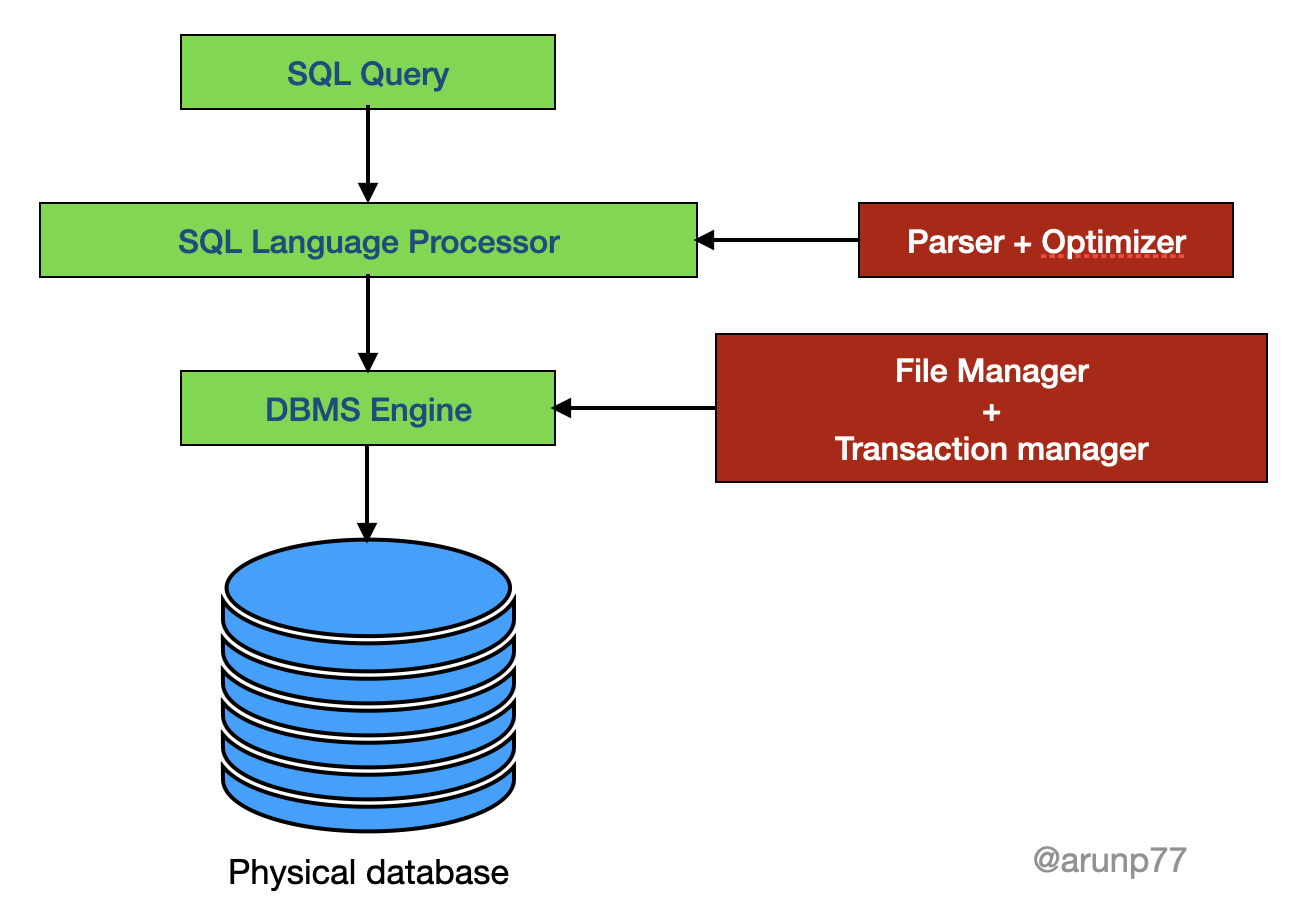 SQL Query
SQL Language Processor
Parser + Optimizer
DBMS Engine
File Manager
+
Transaction manager
Physical database
@arunp77